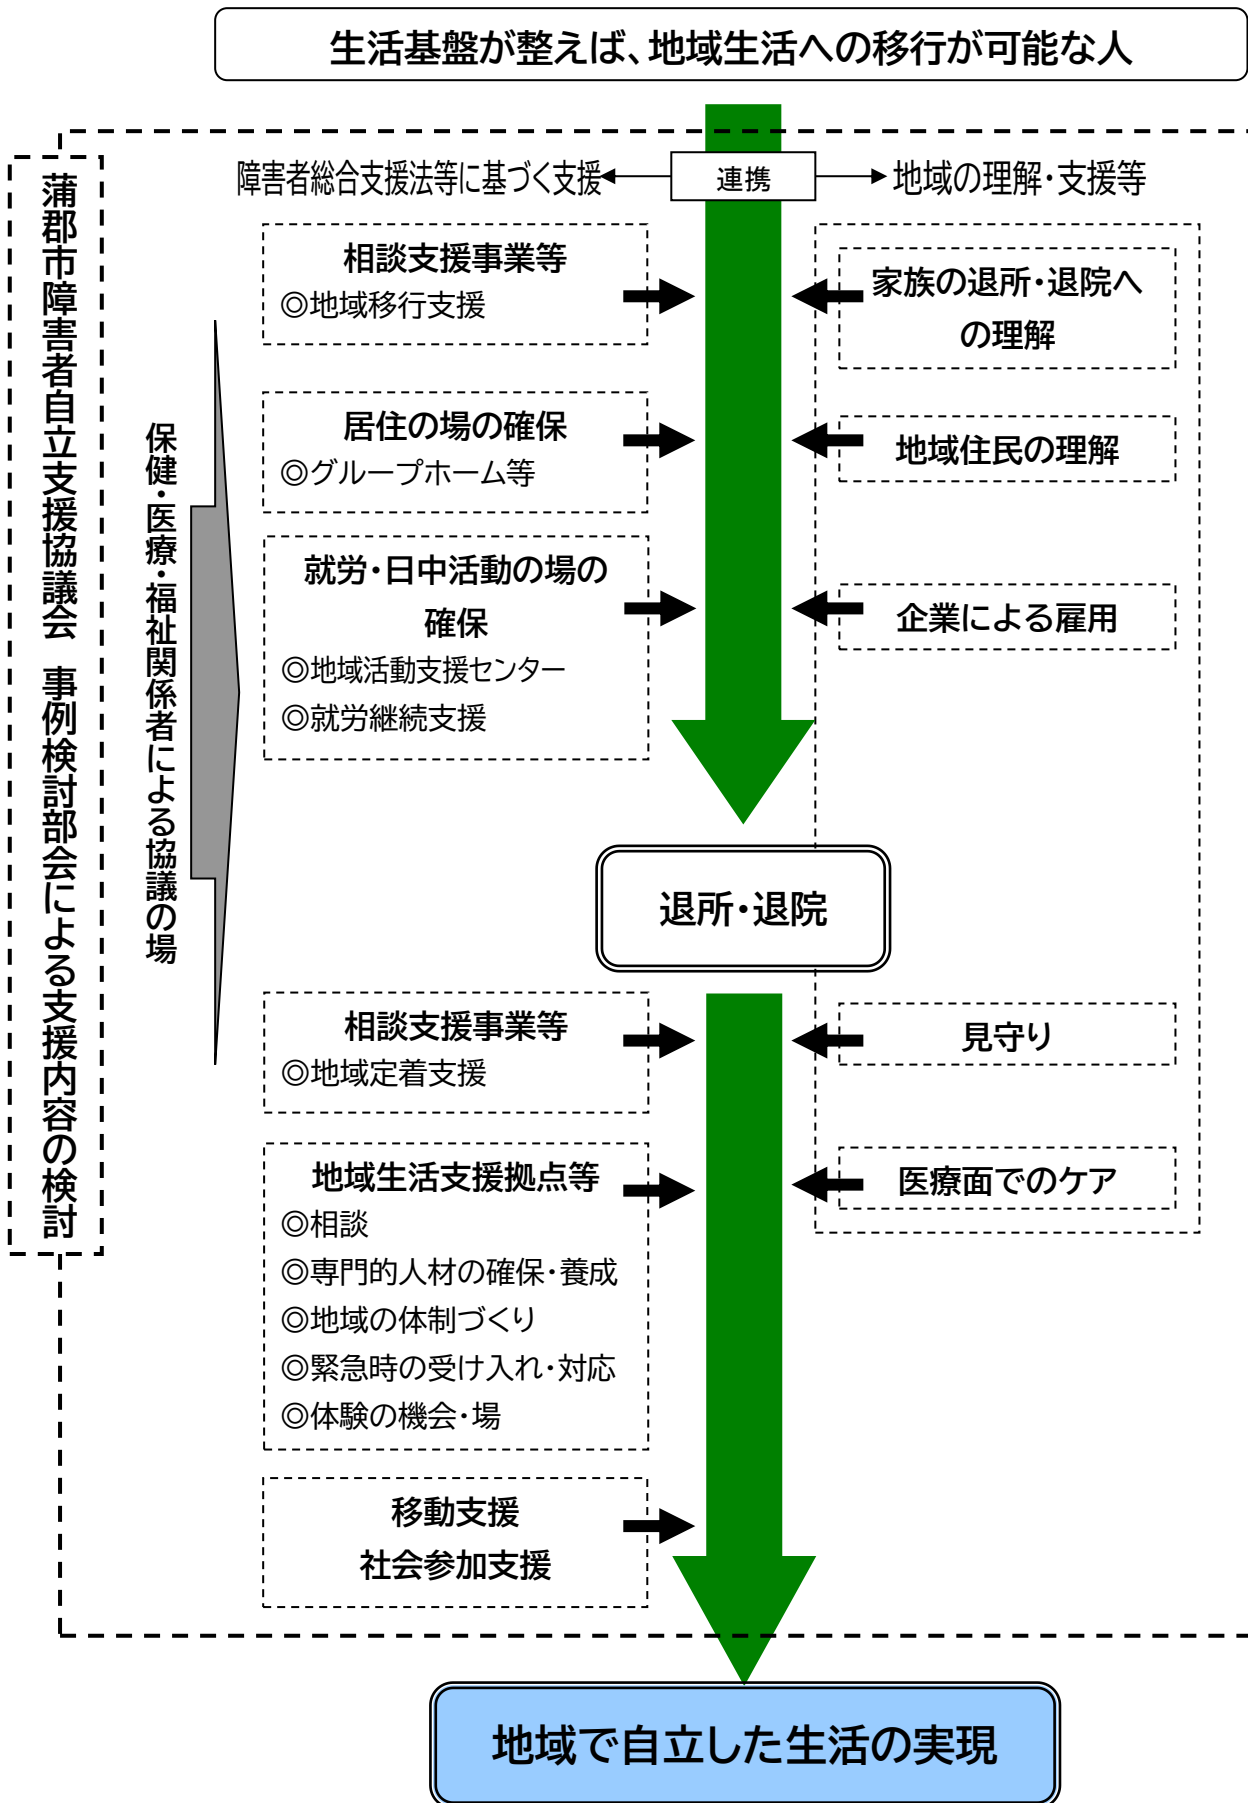 生活基盤が整えば、地域生活への移行が可能な人
障害者総合支援法等に基づく支援
連携
地域の理解・支援等
蒲郡市障害者自立支援協議会 事例検討部会による支援内容の検討
保健・医療・福祉関係者による協議の場
相談支援事業等
◎地域移行支援
家族の退所・退院へ
の理解
居住の場の確保
◎グループホーム等
地域住民の理解
就労・日中活動の場の
確保
◎地域活動支援センター
◎就労継続支援
企業による雇用
退所・退院
相談支援事業等
◎地域定着支援
見守り
地域生活支援拠点等
◎相談
◎専門的人材の確保・養成
◎地域の体制づくり
◎緊急時の受け入れ・対応
◎体験の機会・場
医療面でのケア
移動支援
社会参加支援
地域で自立した生活の実現